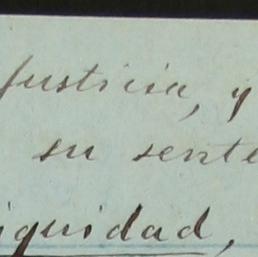 justicia, y
su sente
iquidad,